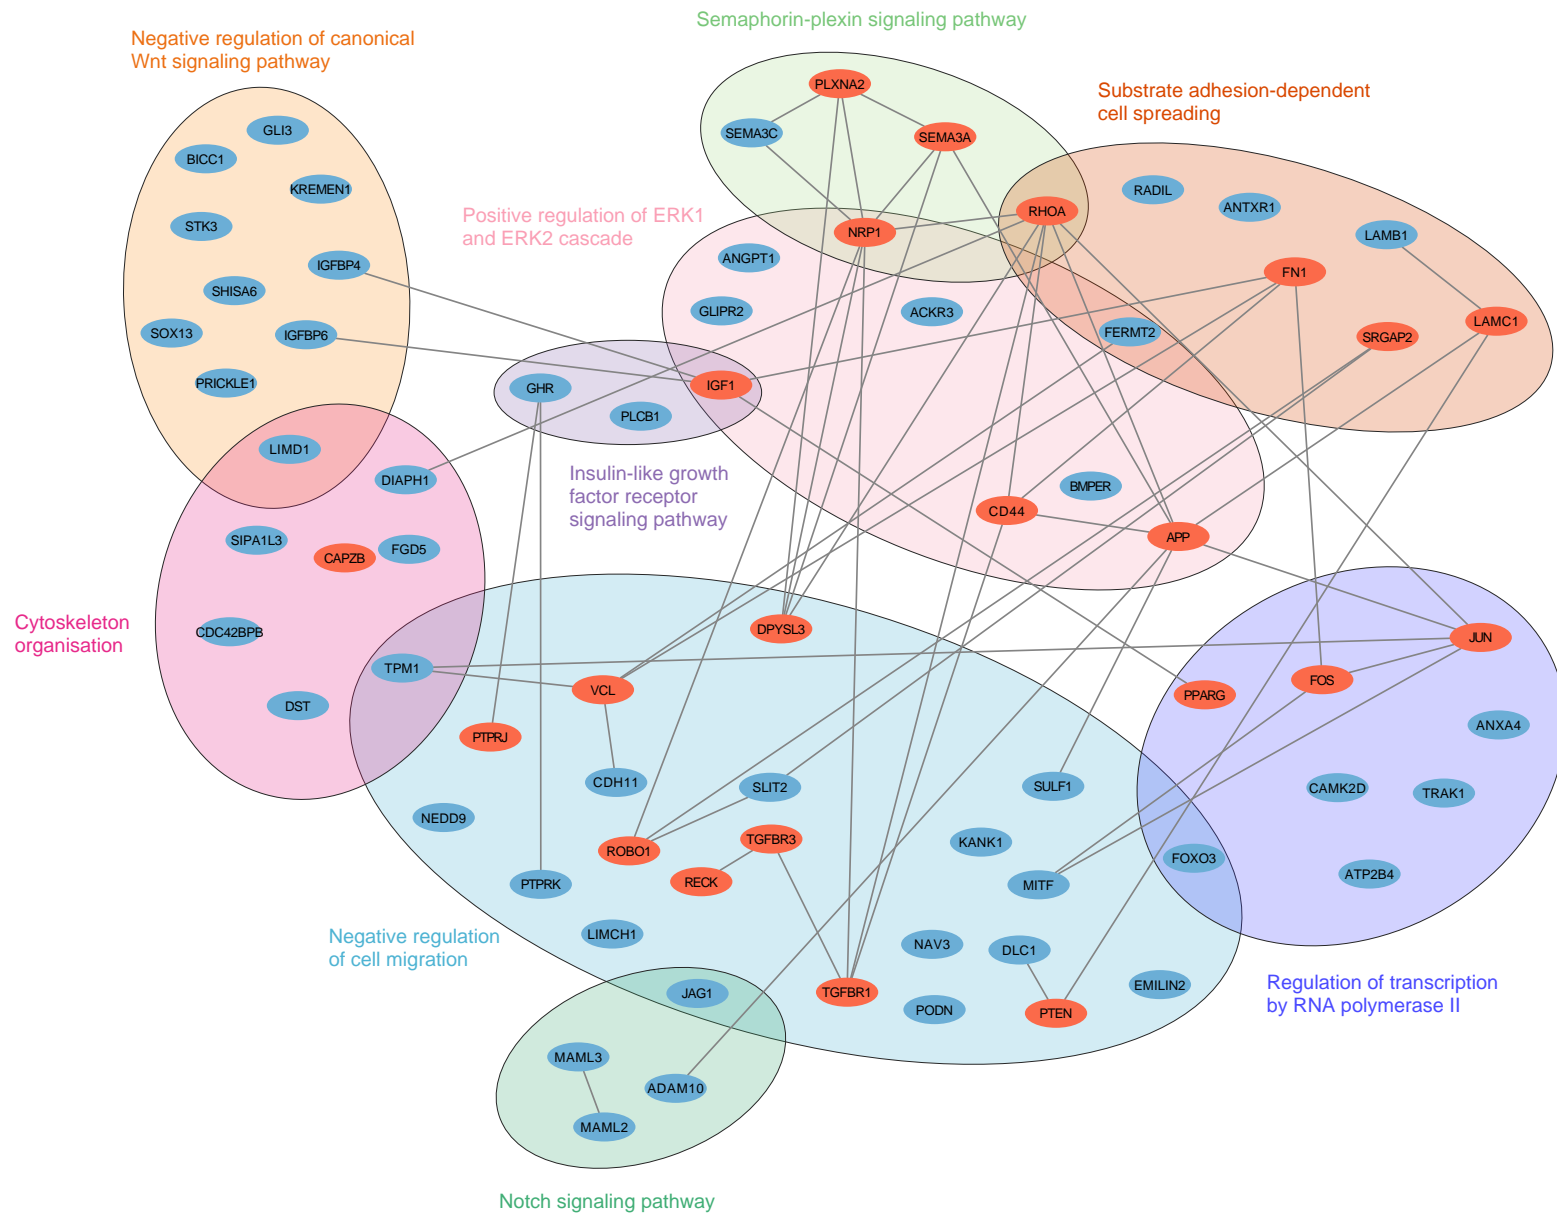 Semaphorin-plexin signaling pathway
Negative regulation of canonical
Wnt signaling pathway
Substrate adhesion-dependent
cell spreading
Positive regulation of ERK1
and ERK2 cascade
PLXNA2
SEMA3C
SEMA3A
GLI3
BICC1
KREMEN1
STK3
IGFBP4
SHISA6
SOX13
IGFBP6
PRICKLE1
RADIL
ANTXR1
RHOA
NRP1
LAMB1
ANGPT1
FN1
GLIPR2
ACKR3
FERMT2
LAMC1
SRGAP2
GHR
IGF1
PLCB1
LIMD1
DIAPH1
Insulin-like growth
factor receptor
signaling pathway
BMPER
CD44
APP
SIPA1L3
CAPZB
FGD5
Cytoskeleton
organisation
CDC42BPB
DPYSL3
JUN
TPM1
VCL
FOS
PPARG
DST
PTPRJ
ANXA4
CDH11
SLIT2
SULF1
CAMK2D
TRAK1
NEDD9
ROBO1
TGFBR3
KANK1
FOXO3
RECK
PTPRK
MITF
ATP2B4
Negative regulation
of cell migration
LIMCH1
NAV3
DLC1
JAG1
TGFBR1
EMILIN2
PODN
PTEN
Regulation of transcription
by RNA polymerase II
MAML3
ADAM10
MAML2
Notch signaling pathway